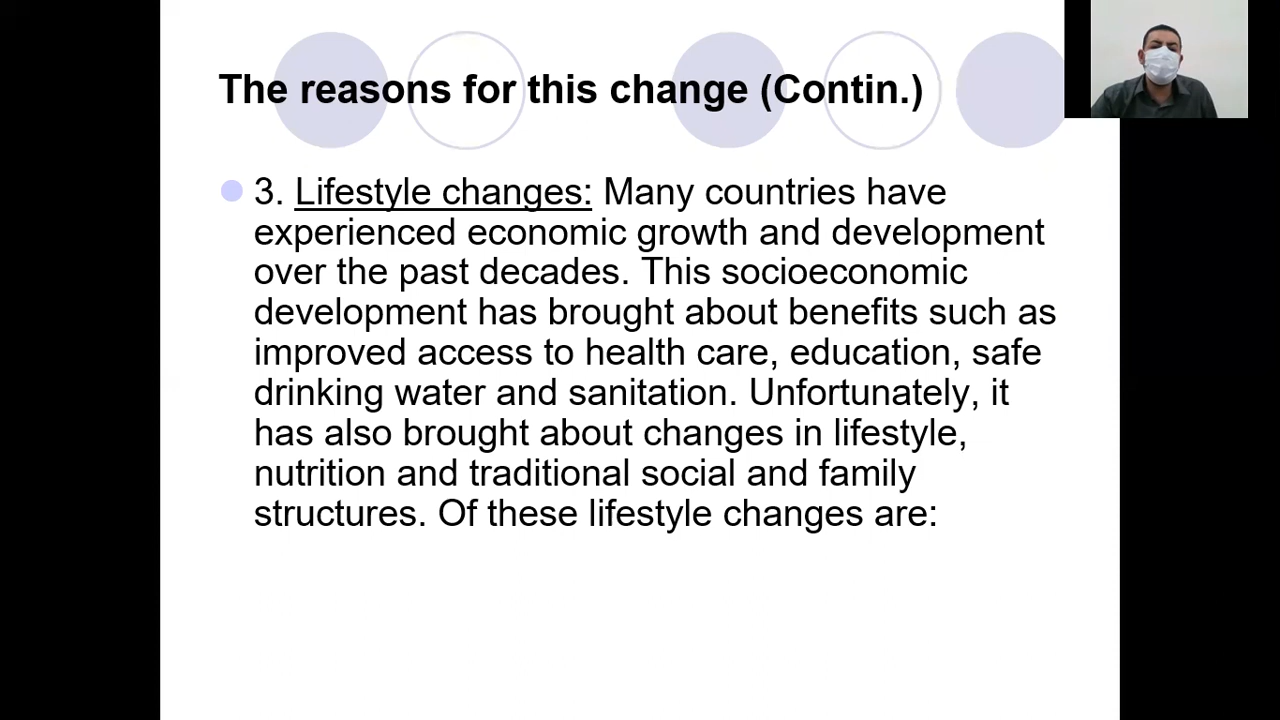 The reasons for this change (Contin.)
3. Lifestyle changes: Many countries have
experienced economic growth and development
over the past decades. This socioeconomic
development has brought about benefits such as
improved access to health care, education, safe
drinking water and sanitation. Unfortunately, it
has also brought about changes in lifestyle,
nutrition and traditional social and family
structures. Of these lifestyle changes are: